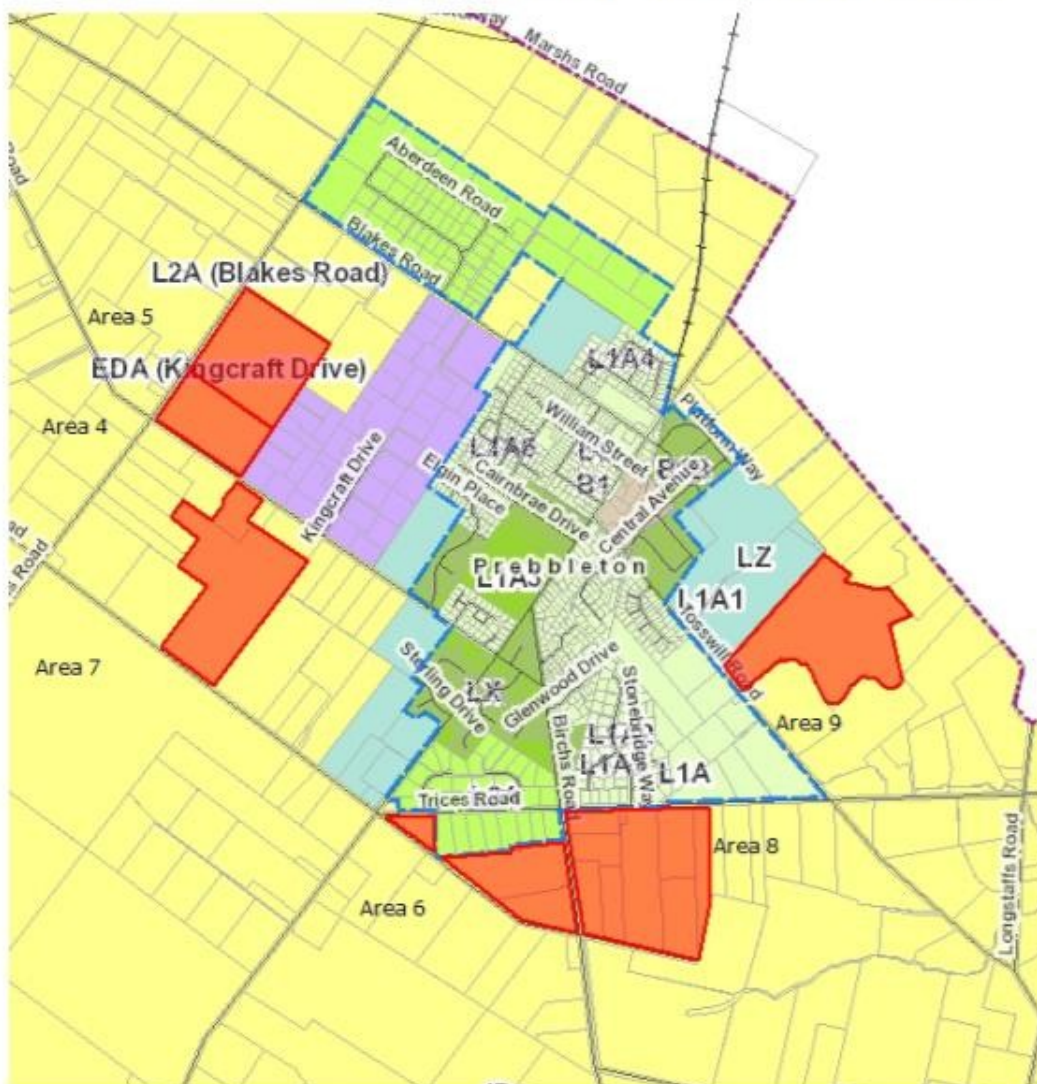 Marshs Road
Aberdeen Road
Blakes Road
L2A (Blakes Road)
Area 5
EDA (Kingcraft Drive)
L1A4
Area 4
William Street
Platform Way
L1A6
B1
Elgin Place
Cairnbrae Drive
Central Avenue
Kingcraft Drive
Prebbleton
LZ
L1A3
L1A1
Tosswill Road
Area 7
Stirling Drive
LX
Glenwood Drive
Stonebridge Way
Area 9
Birchs Road
L1A
Trices Road
Area 8
Area 6
Longstaffs Road